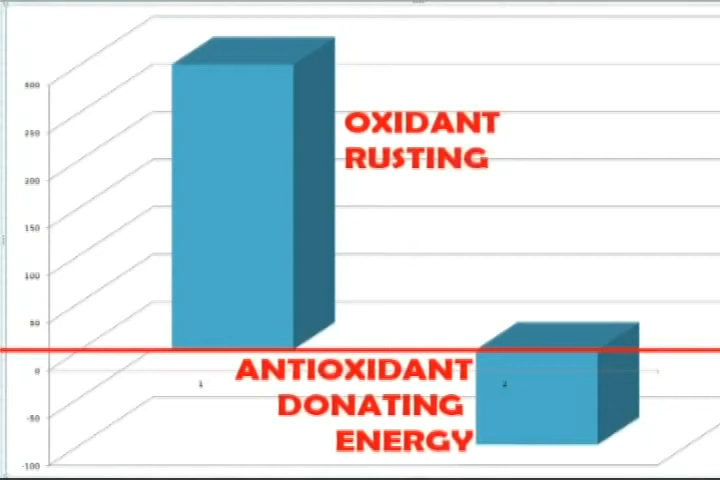 300
OXIDANT
250
RUSTING
200
150
100
50
0
ANTIOXIDANT
1
2
DONATING
-50
ENERGY
-100